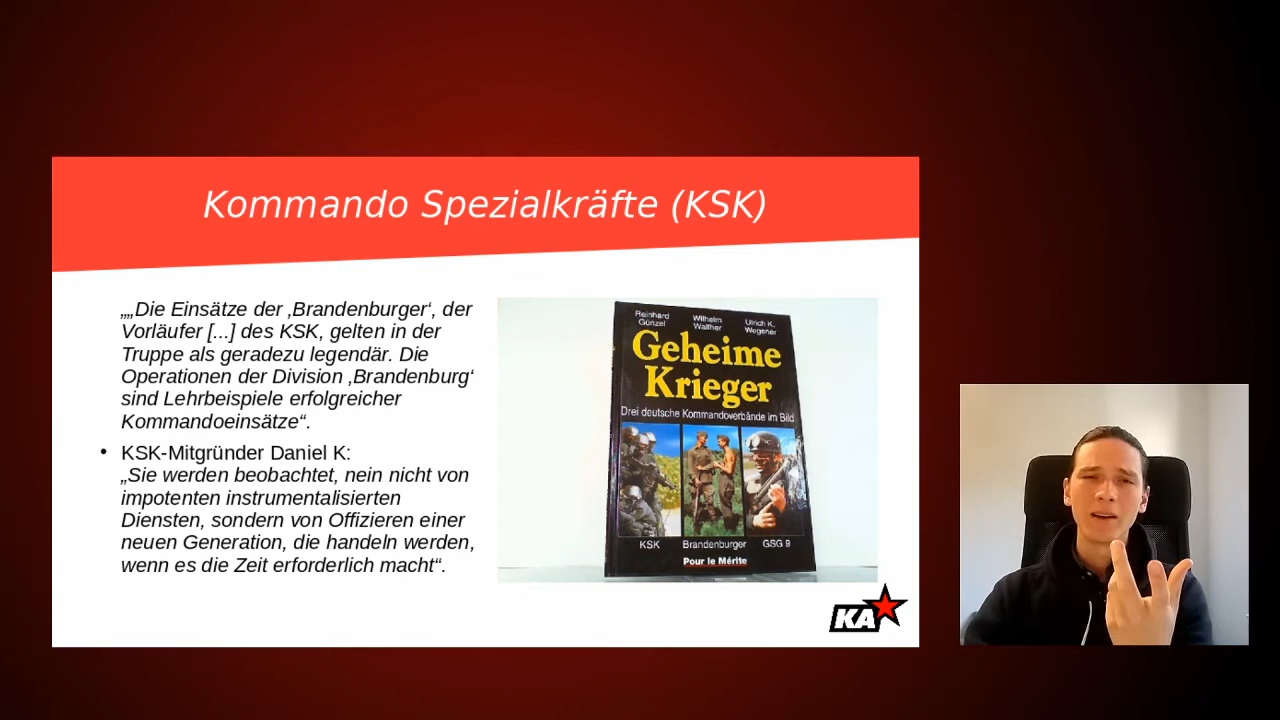 Kommando Spezialkräfte (KSK)
„„Die Einsätze der ‚Brandenburger‘, der
Vorläufer [...] des KSK, gelten in der
Truppe als geradezu legendär. Die
Operationen der Division ‚Brandenburg‘
sind Lehrbeispiele erfolgreicher
Kommandoeinsätze“.
• KSK-Mitgründer Daniel K:
„Sie werden beobachtet, nein nicht von
impotenten instrumentalisierten
Diensten, sondern von Offizieren einer
neuen Generation, die handeln werden,
wenn es die Zeit erforderlich macht“.
Reinhard Günzel
Wilhelm Walther
Ulrich K. Wegener
Geheime
Krieger
Drei deutsche Kommandoverbände im Bild
KSK Brandenburger GSG 9
Pour le Mérite
KA